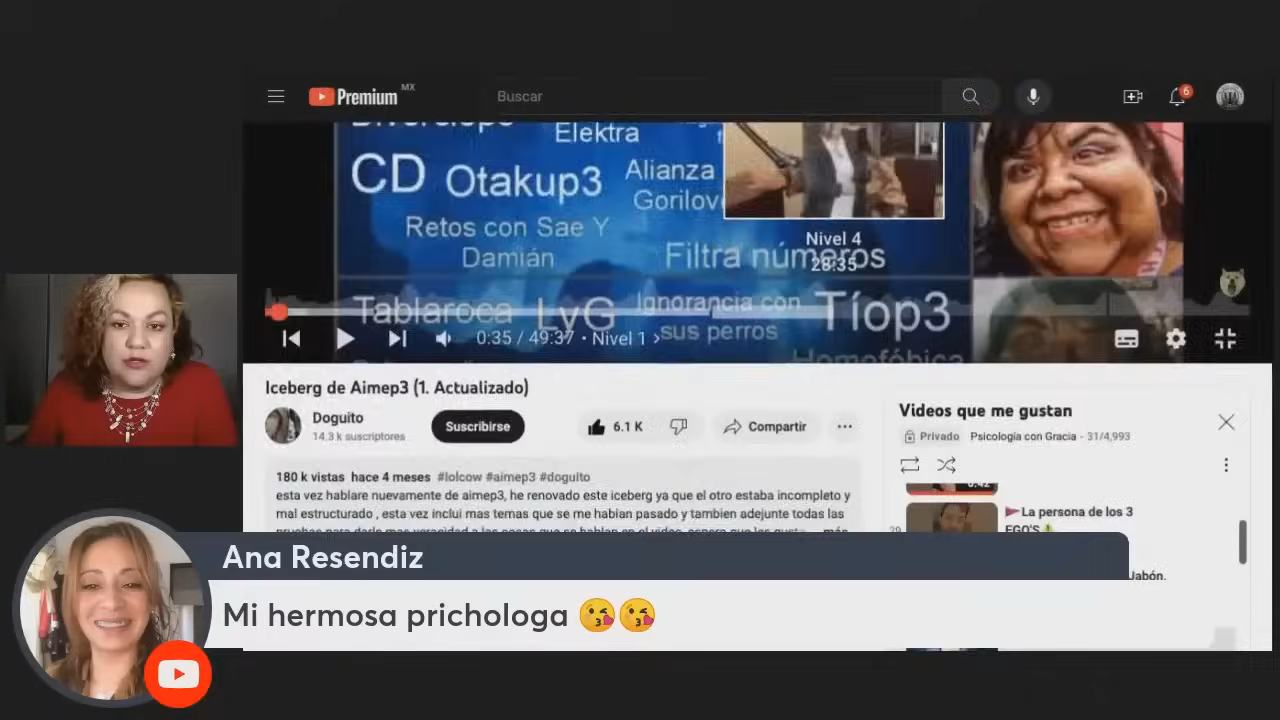 Premium MX
Buscar
6
Elektra
CD
Otakup3
Alianza
Retos con Sae Y
Damián
Filtra números
Nivel 4
28:35
Tablaroca
LyG
Ignorancia con
sus perros
Tíop3
0:35 / 49:37 • Nivel 1 >
Iceberg de Aimep3 (1. Actualizado)
Doguito
14.3 k suscriptores
Suscribirse
6.1 K
Compartir
180 k vistas hace 4 meses #lolcow #aimep3 #doguito
esta vez hablare nuevamente de aimep3, he renovado este iceberg ya que el otro estaba incompleto y
mal estructurado , esta vez inclui mas temas que se me habian pasado y tambien adjunte todas las
Videos que me gustan
Privado Psicología con Gracia - 31/4,993
La persona de los 3
EGO'S
Jabón.
Ana Resendiz
Mi hermosa prichologa 😘😘